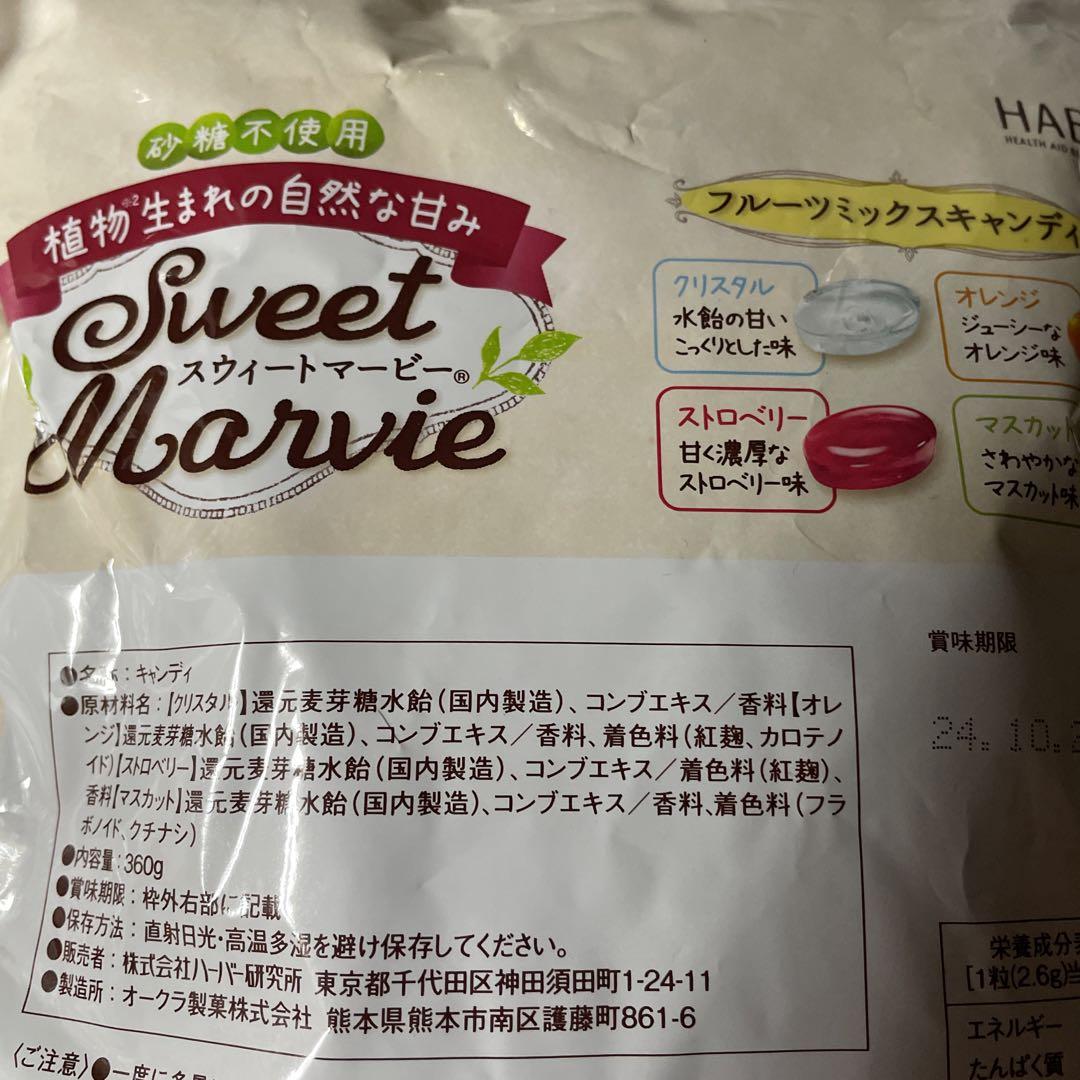 砂糖不使用
植物※2生まれの自然な甘み
Sweet
スウィートマービー®
Marvie
HAB
HEALTH AID
フルーツミックスキャンディ
クリスタル
水飴の甘い
こっくりとした味
オレンジ
ジューシーな
オレンジ味
ストロベリー
甘く濃厚な
ストロベリー味
マスカット
さわやかな
マスカット味
賞味期限
24.10.2
●名称：キャンディ
●原材料名：【クリスタル】還元麦芽糖水飴（国内製造）、コンブエキス／香料【オレ
ンジ】還元麦芽糖水飴（国内製造）、コンブエキス／香料、着色料（紅麹、カロテノ
イド）【ストロベリー】還元麦芽糖水飴（国内製造）、コンブエキス／着色料（紅麹）、
香料【マスカット】還元麦芽糖水飴（国内製造）、コンブエキス／香料、着色料（フラ
ボノイド、クチナシ）
●内容量：360g
●賞味期限：枠外右部に記載
●保存方法：直射日光・高温多湿を避け保存してください。
●販売者：株式会社ハーバー研究所 東京都千代田区神田須田町1-24-11
●製造所：オークラ製菓株式会社 熊本県熊本市南区護藤町861-6
〈ご注意〉●一度に多量
栄養成分表
[1粒(2.6g)当
エネルギー
たんぱく質